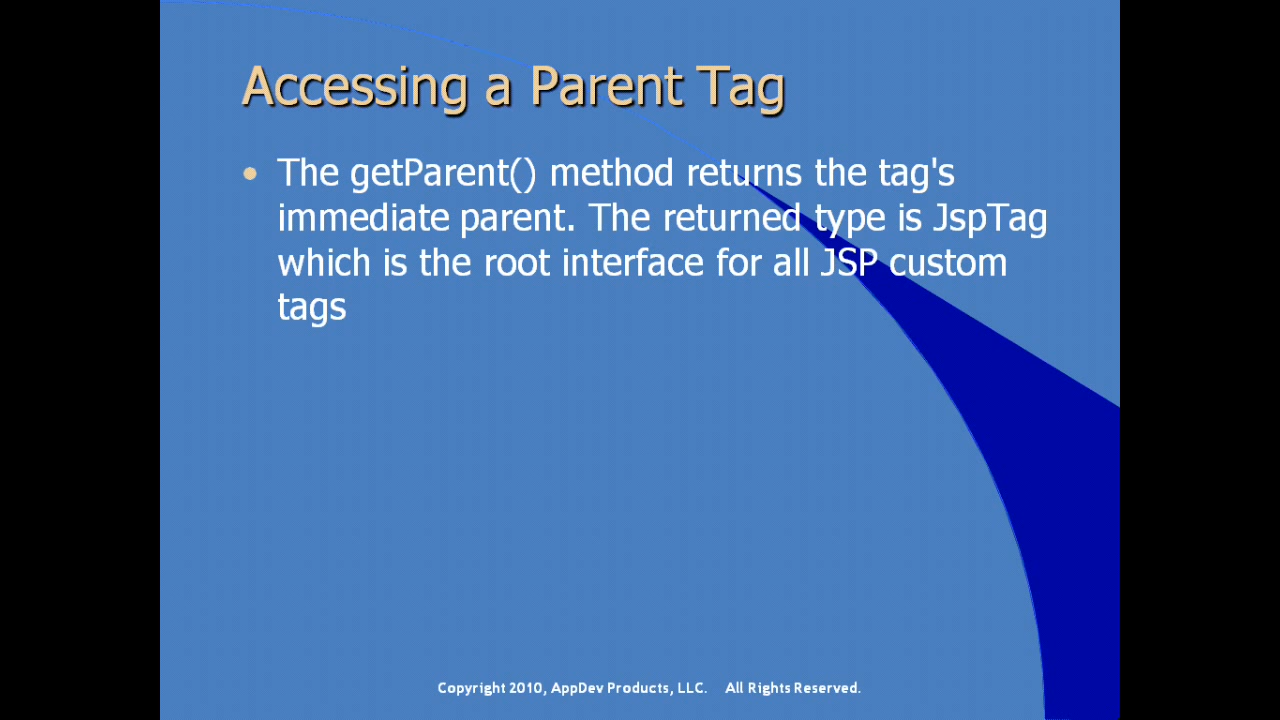 Accessing a Parent Tag
• The getParent() method returns the tag's
immediate parent. The returned type is JspTag
which is the root interface for all JSP custom
tags
Copyright 2010, AppDev Products, LLC. All Rights Reserved.